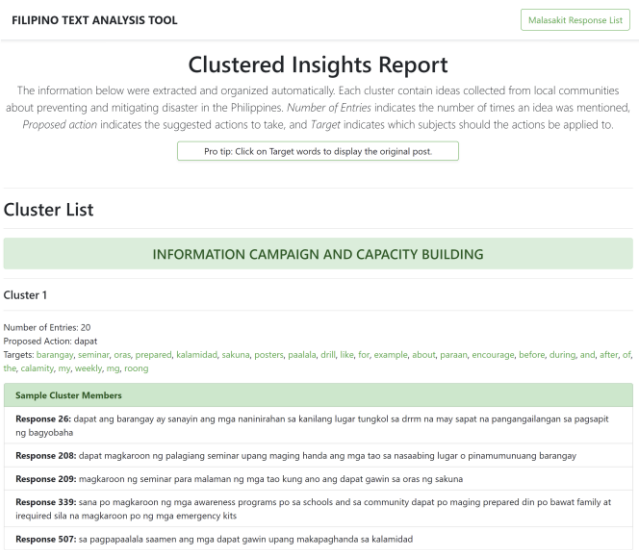 FILIPINO TEXT ANALYSIS TOOL
Malasakit Response List
Clustered Insights Report
The information below were extracted and organized automatically. Each cluster contain ideas collected from local communities
about preventing and mitigating disaster in the Philippines. Number of Entries indicates the number of times an idea was mentioned,
Proposed action indicates the suggested actions to take, and Target indicates which subjects should the actions be applied to.
Pro tip: Click on Target words to display the original post.
Cluster List
INFORMATION CAMPAIGN AND CAPACITY BUILDING
Cluster 1
Number of Entries: 20
Proposed Action: dapat
Targets: barangay, seminar, oras, prepared, kalamidad, sakuna, posters, paalala, drill, like, for, example, about, paraan, encourage, before, during, and, after, of,
the, calamity, my, weekly, mg, roong
Sample Cluster Members
Response 26: dapat ang barangay ay sanayin ang mga naninirahan sa kanilang lugar tungkol sa drrm na may sapat na pangangailangan sa pagsapit
ng bagyobaha
Response 208: dapat magkaroon ng palagiang seminar upang maging handa ang mga tao sa nasaabing lugar o pinamumunuang barangay
Response 209: magkaroon ng seminar para malaman ng mga tao kung ano ang dapat gawin sa oras ng sakuna
Response 339: sana po magkaroon ng mga awareness programs po sa schools and sa community dapat po maging prepared din po bawat family at
irequired sila na magkaroon po ng mga emergency kits
Response 507: sa pagpapaalala saamen ang mga dapat gawin upang makapaghanda sa kalamidad